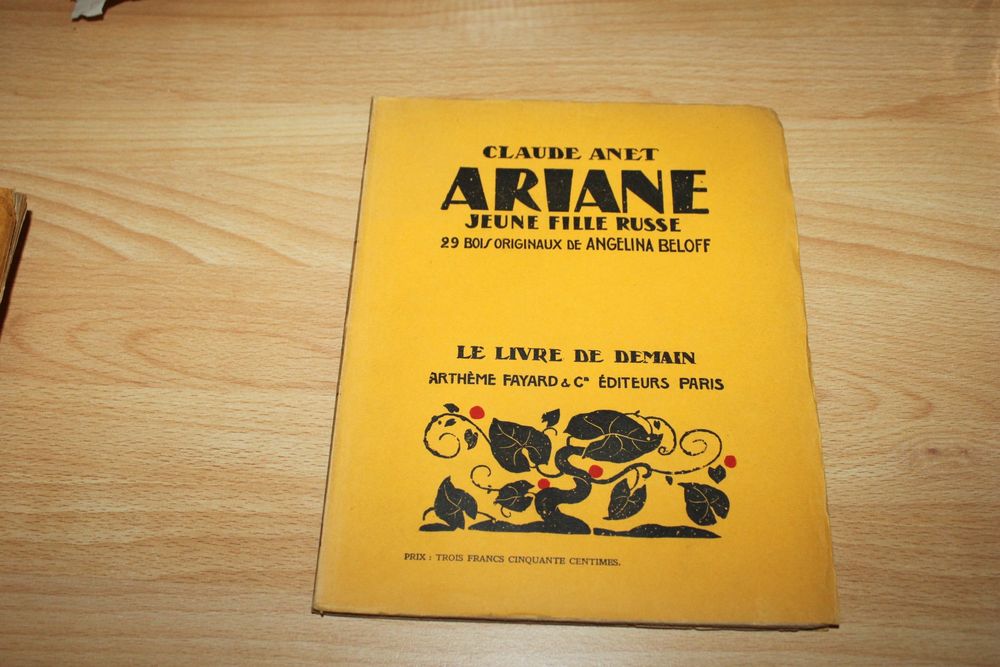 CLAUDE ANET
ARIANE
JEUNE FILLE RUSSE
29 BOIS ORIGINAUX DE ANGELINA BELOFF
LE LIVRE DE DEMAIN
ARTHÈME FAYARD & Cie ÉDITEURS PARIS
PRIX : TROIS FRANCS CINQUANTE CENTIMES.